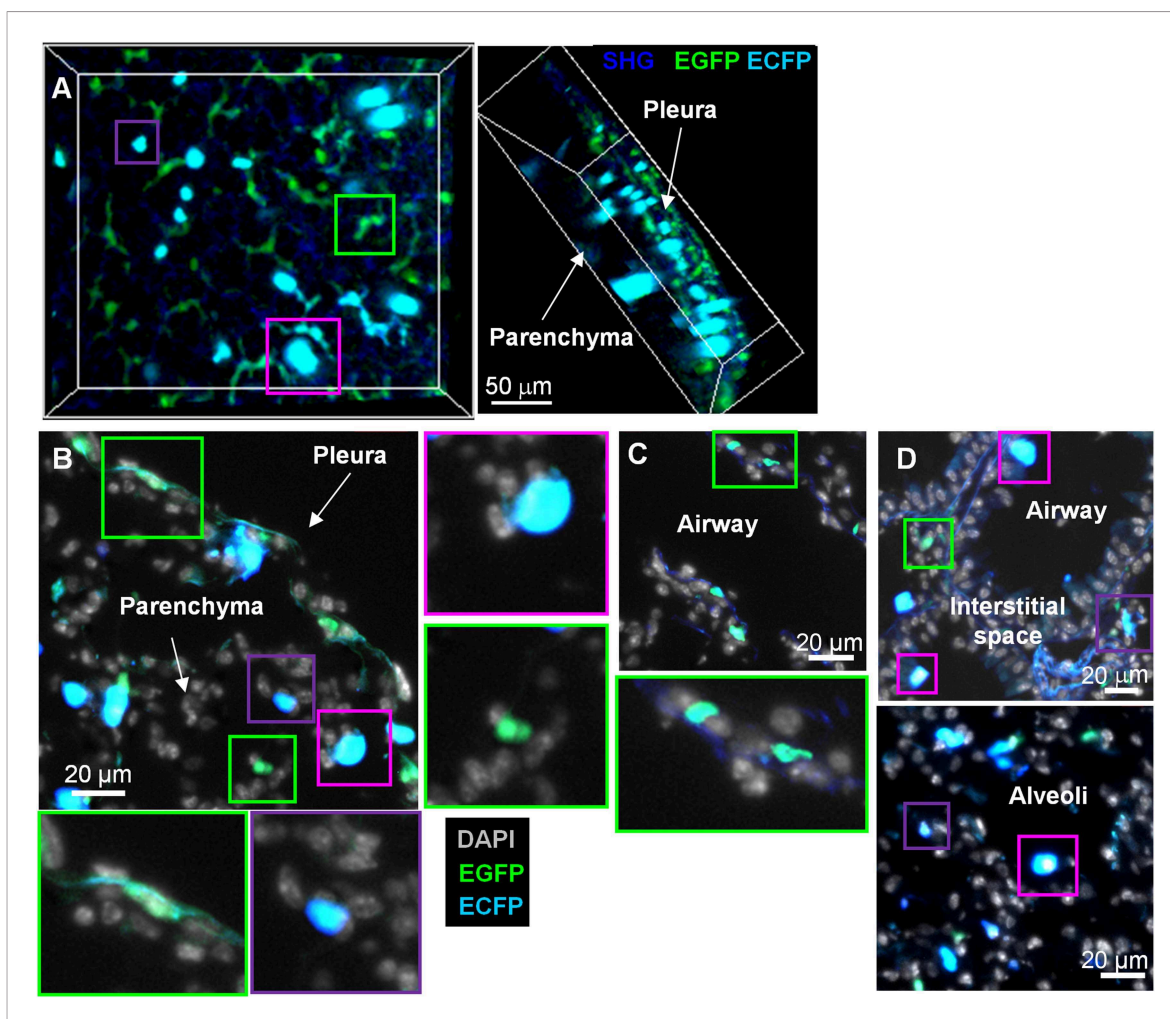 A
SHG EGFP ECFP
Pleura
Parenchyma
50 μm
B
Pleura
Parenchyma
20 μm
C
Airway
20 μm
D
Airway
Interstitial
space
20 μm
DAPI
EGFP
ECFP
Alveoli
20 μm